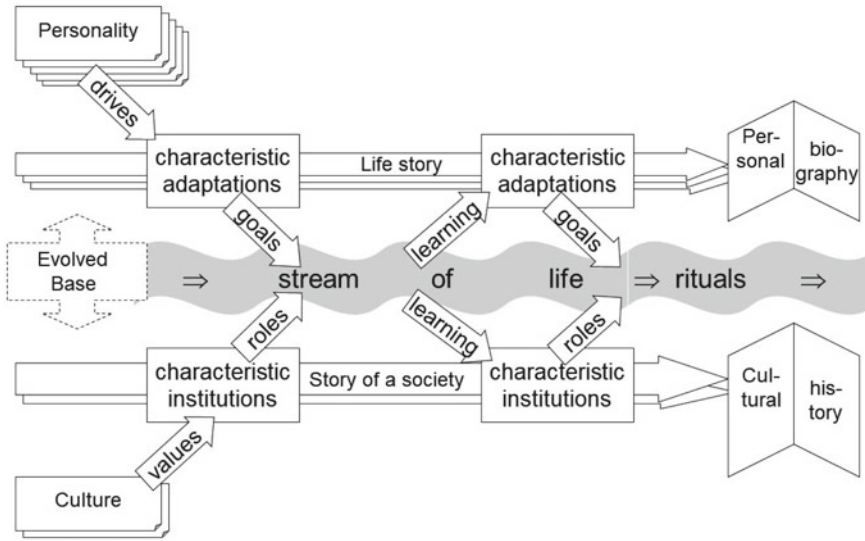 Personality
drives
characteristic
adaptations
Life story
characteristic
adaptations
Per-
sonal
bio-
graphy
goals
learning
goals
Evolved
Base
⇒ stream of life ⇒ rituals ⇒
roles
learning
roles
characteristic
institutions
Story of a society
characteristic
institutions
Cul-
tural
his-
tory
values
Culture